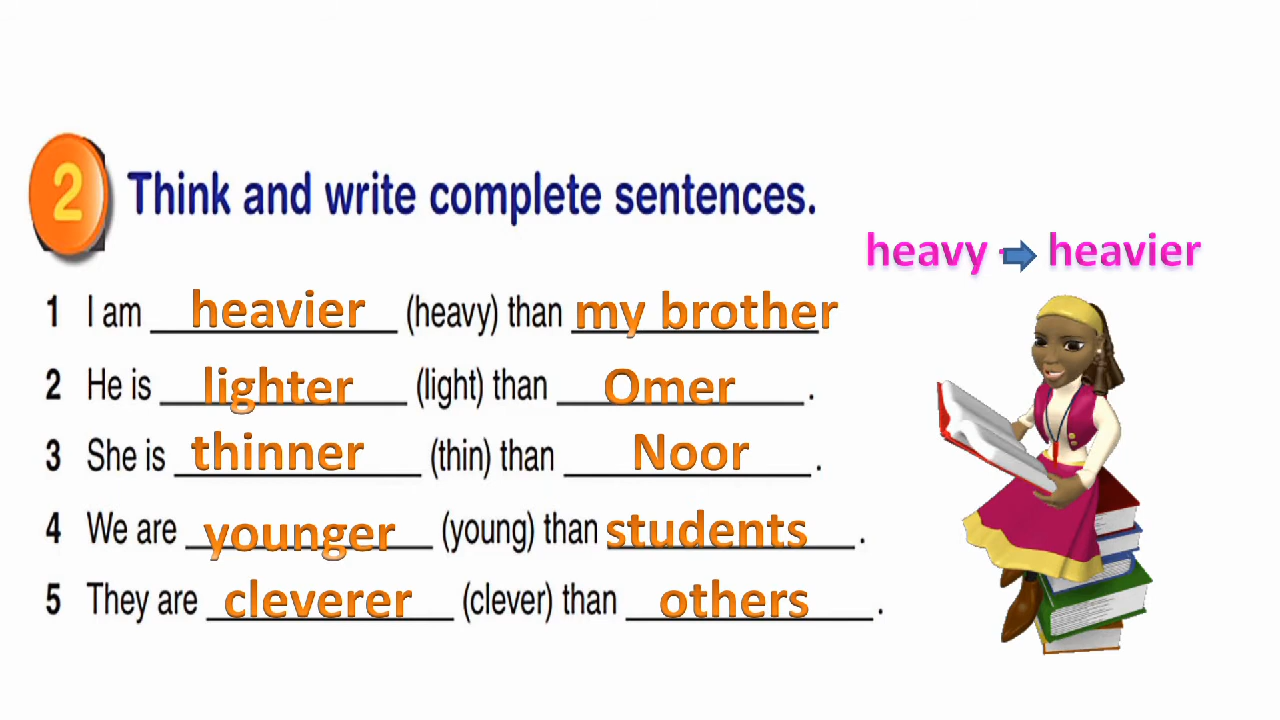 2 Think and write complete sentences.
heavy → heavier
1 I am heavier (heavy) than my brother
2 He is lighter (light) than Omer.
3 She is thinner (thin) than Noor.
4 We are younger (young) than students.
5 They are cleverer (clever) than others.